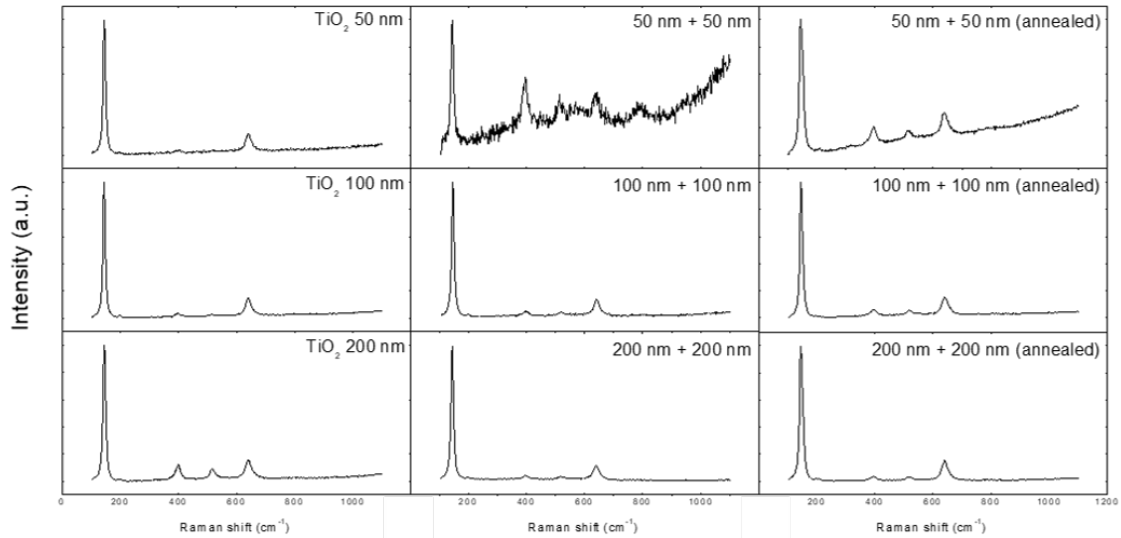 TiO₂ 50 nm
50 nm + 50 nm
50 nm + 50 nm (annealed)
TiO₂ 100 nm
100 nm + 100 nm
100 nm + 100 nm (annealed)
TiO₂ 200 nm
200 nm + 200 nm
200 nm + 200 nm (annealed)
Intensity (a.u.)
0 200 400 600 800 1000
200 400 600 800 1000
200 400 600 800 1000 1200
Raman shift (cm⁻¹)
Raman shift (cm⁻¹)
Raman shift (cm⁻¹)